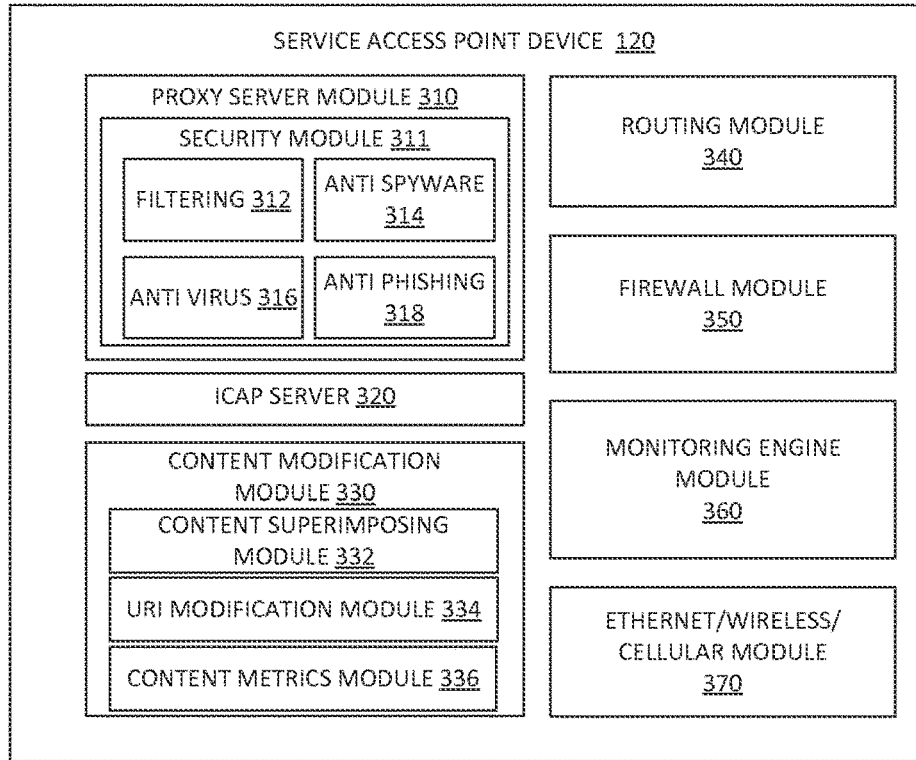 SERVICE ACCESS POINT DEVICE 120
PROXY SERVER MODULE 310
SECURITY MODULE 311
FILTERING 312
ANTI SPYWARE
314
ANTI VIRUS 316
ANTI PHISHING
318
ICAP SERVER 320
CONTENT MODIFICATION
MODULE 330
CONTENT SUPERIMPOSING
MODULE 332
URI MODIFICATION MODULE 334
CONTENT METRICS MODULE 336
ROUTING MODULE
340
FIREWALL MODULE
350
MONITORING ENGINE
MODULE
360
ETHERNET/WIRELESS/
CELLULAR MODULE
370